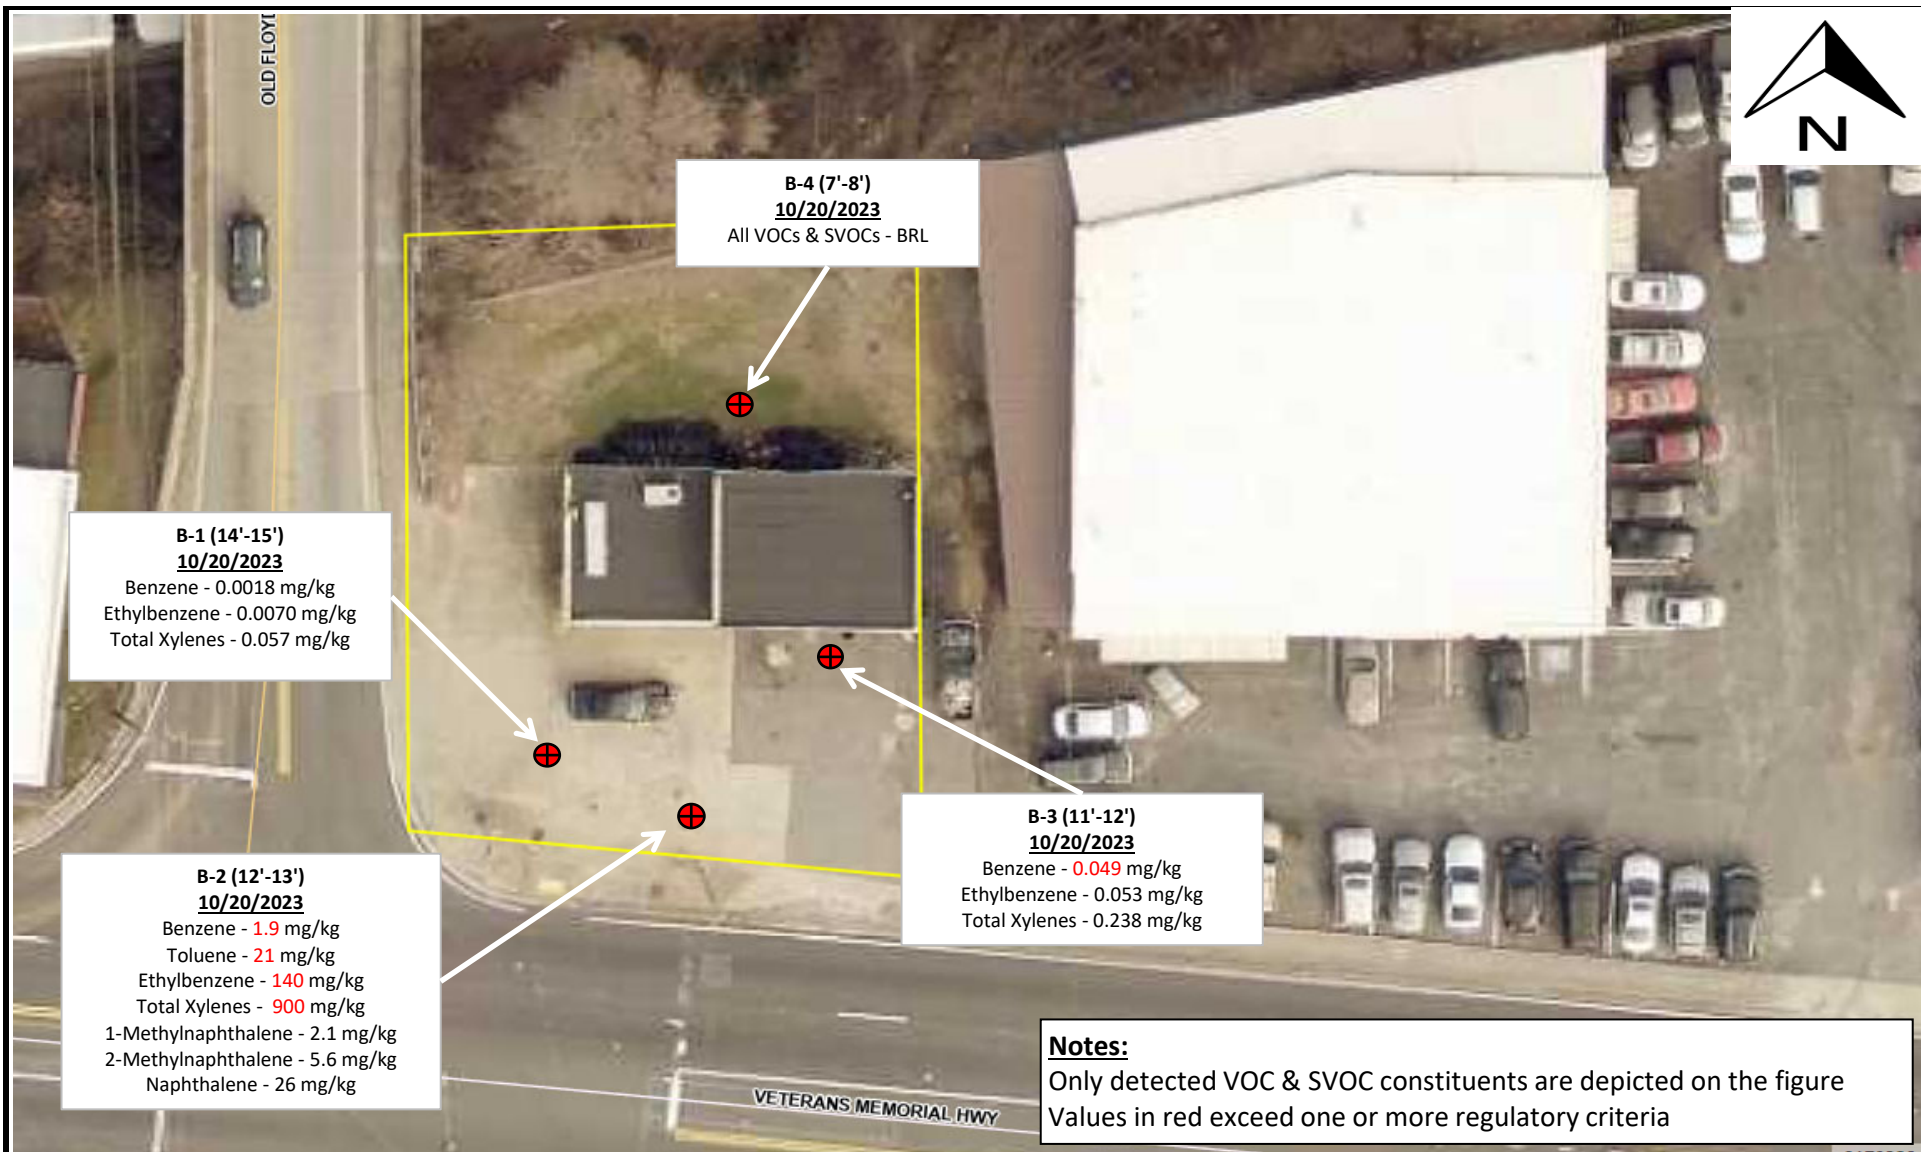 OLD FLOYD
N
B-4 (7'-8')
10/20/2023
All VOCs & SVOCs - BRL
B-1 (14'-15')
10/20/2023
Benzene - 0.0018 mg/kg
Ethylbenzene - 0.0070 mg/kg
Total Xylenes - 0.057 mg/kg
B-3 (11'-12')
10/20/2023
Benzene - 0.049 mg/kg
Ethylbenzene - 0.053 mg/kg
Total Xylenes - 0.238 mg/kg
B-2 (12'-13')
10/20/2023
Benzene - 1.9 mg/kg
Toluene - 21 mg/kg
Ethylbenzene - 140 mg/kg
Total Xylenes - 900 mg/kg
1-Methylnaphthalene - 2.1 mg/kg
2-Methylnaphthalene - 5.6 mg/kg
Naphthalene - 26 mg/kg
VETERANS MEMORIAL HWY
Notes:
Only detected VOC & SVOC constituents are depicted on the figure
Values in red exceed one or more regulatory criteria